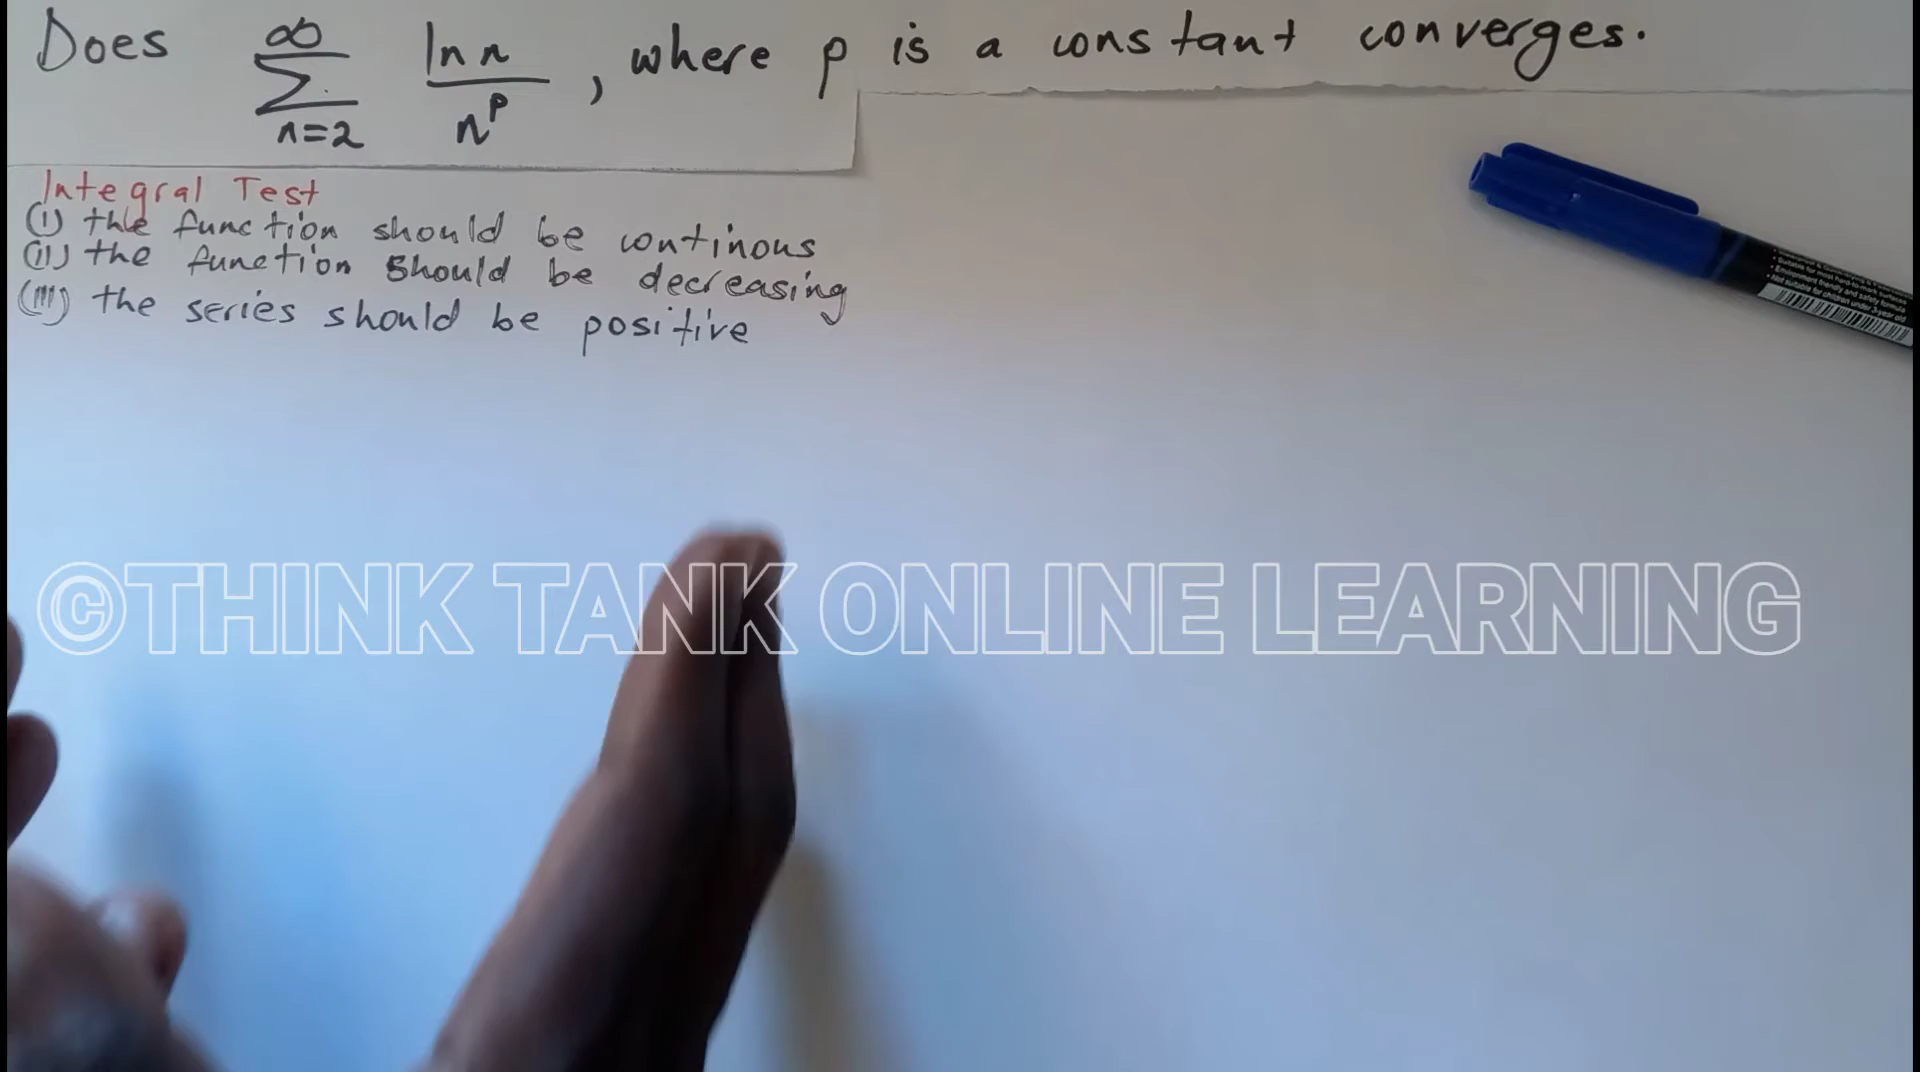 Does ∞ ∑ n=2 ln n / n^p , where p is a constant converges.
Integral Test
(i) the function should be continous
(ii) the function should be decreasing
(iii) the series should be positive
©THINK TANK ONLINE LEARNING